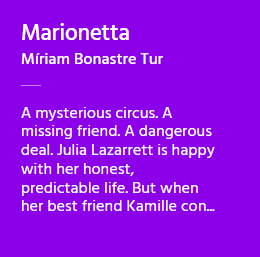 Marionetta
Míriam Bonastre Tur
A mysterious circus. A
missing friend. A dangerous
deal. Julia Lazarrett is happy
with her honest,
predictable life. But when
her best friend Kamille con...